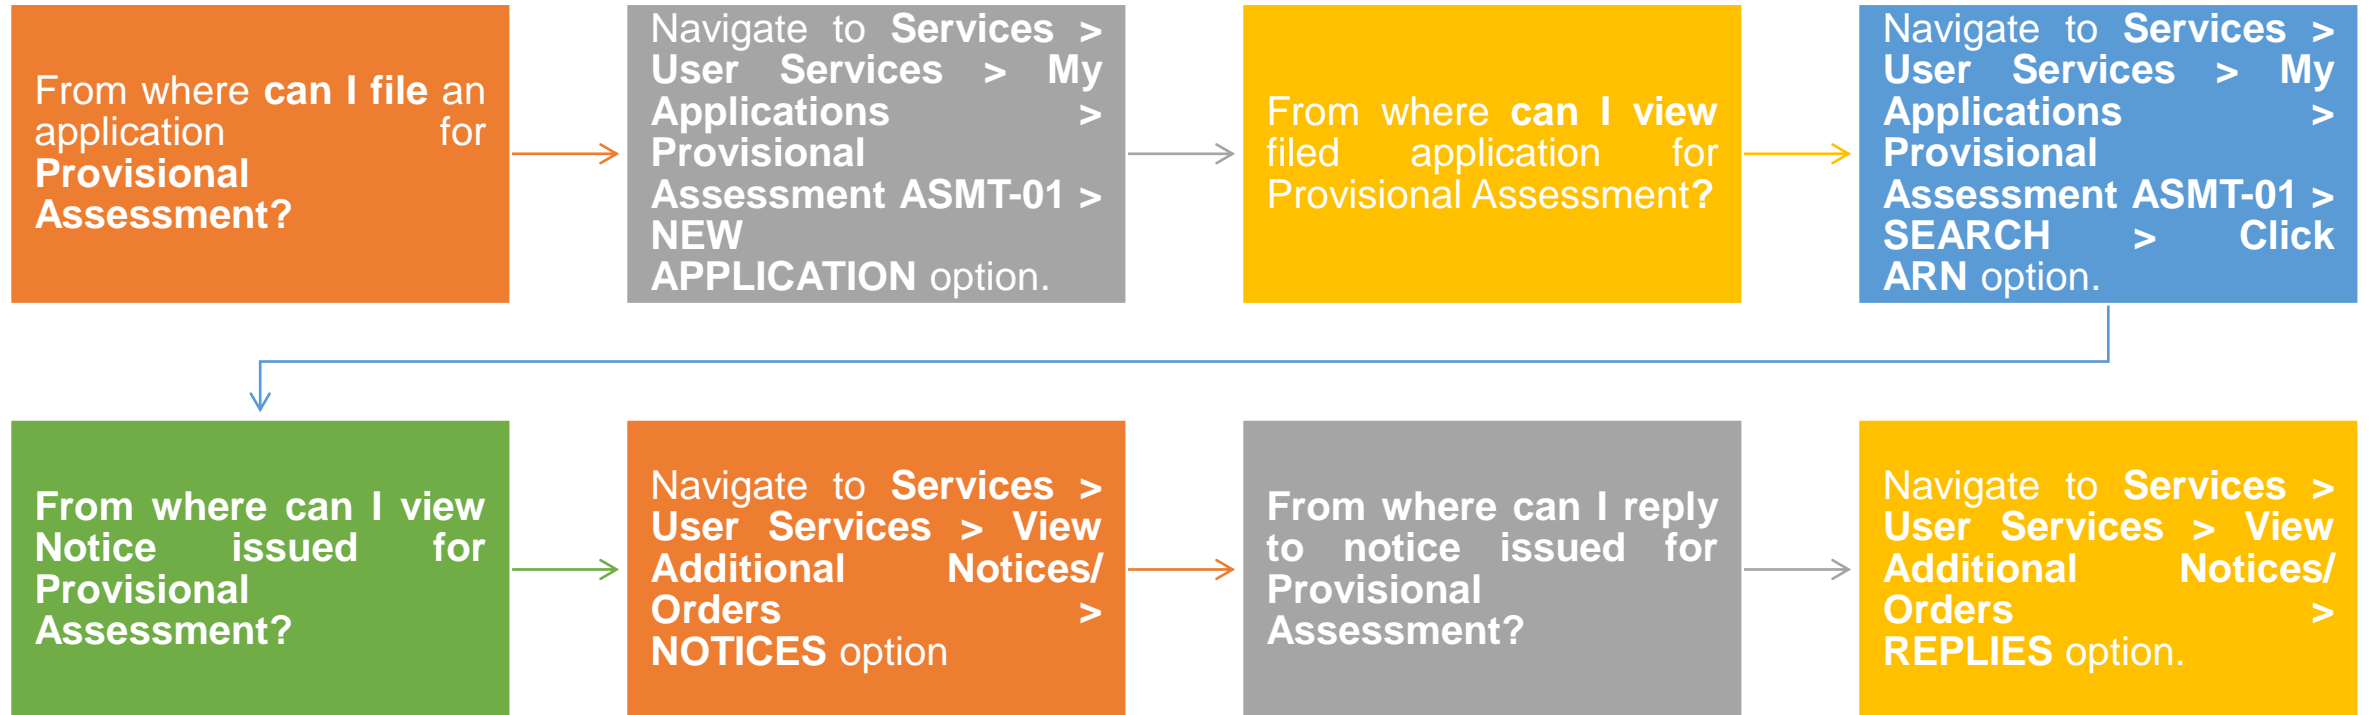 From where can I file an
application for
Provisional
Assessment?
Navigate to Services >
User Services > My
Applications >
Provisional
Assessment ASMT-01 >
NEW
APPLICATION option.
From where can I view
filed application for
Provisional Assessment?
Navigate to Services >
User Services > My
Applications >
Provisional
Assessment ASMT-01 >
SEARCH > Click
ARN option.
From where can I view
Notice issued for
Provisional
Assessment?
Navigate to Services >
User Services > View
Additional Notices/
Orders >
NOTICES option
From where can I reply
to notice issued for
Provisional
Assessment?
Navigate to Services >
User Services > View
Additional Notices/
Orders >
REPLIES option.